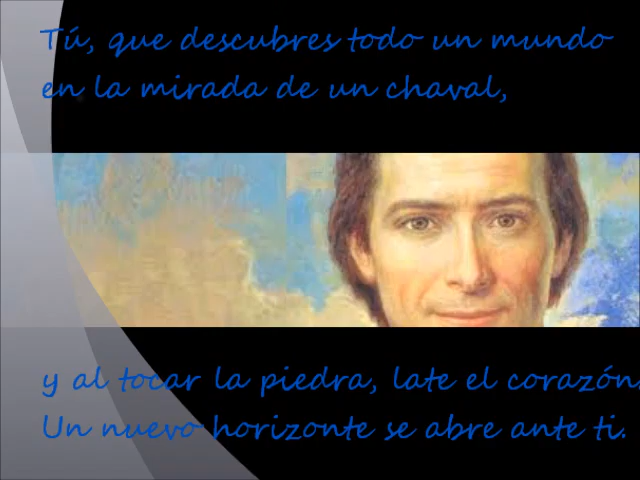 Tú, que descubres todo un mundo
en la mirada de un chaval,
y al tocar la piedra, late el corazón.
Un nuevo horizonte se abre ante ti.